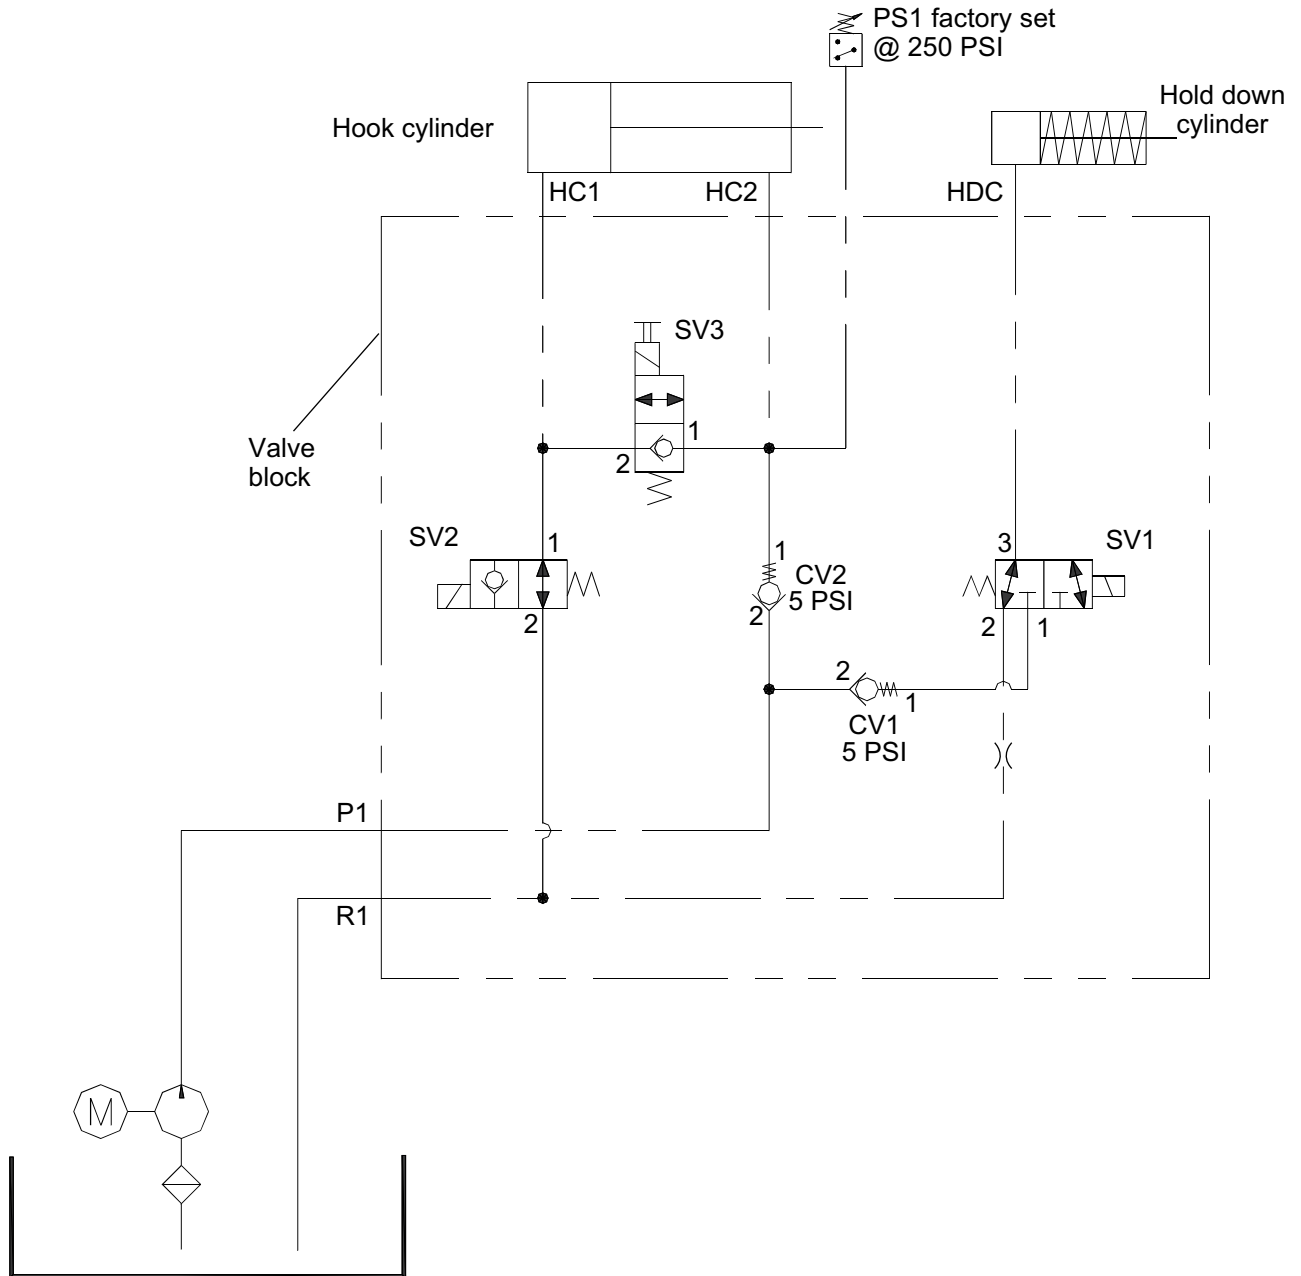 PS1 factory set
@ 250 PSI
Hold down
cylinder
Hook cylinder
HC1
HC2
HDC
SV3
1
2
Valve
block
SV2
1
2
1
CV2
5 PSI
2
3
SV1
2
1
2
1
CV1
5 PSI
P1
R1
M